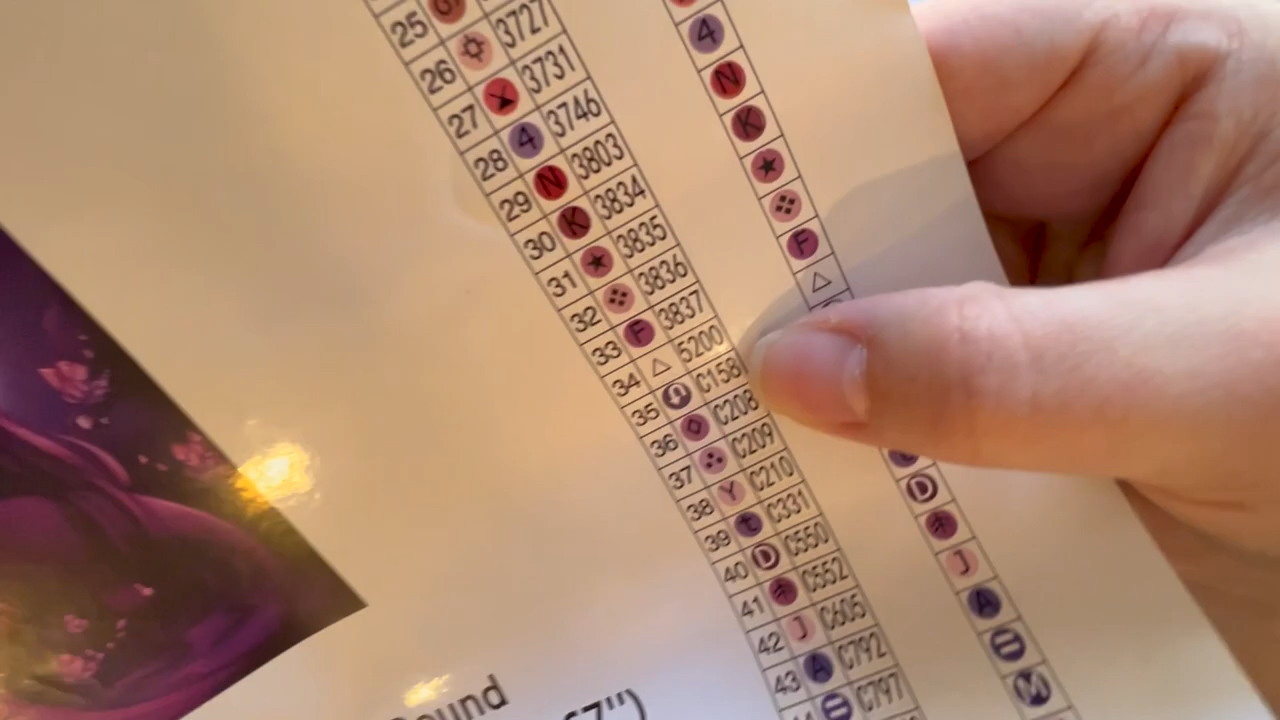 25
26 3727
27 3731
28 4 3746
29 N 3803
30 K 3834
31 ★ 3835
32 3836
33 F 3837
34 △ 5200
35 C158
36 ◇ C208
37 C209
38 Y C210
39 t C331
40 D C550
41 C552
42 J C605
43 A C792
C797
4
N
K
★
F
△
D
J
A
M
Round